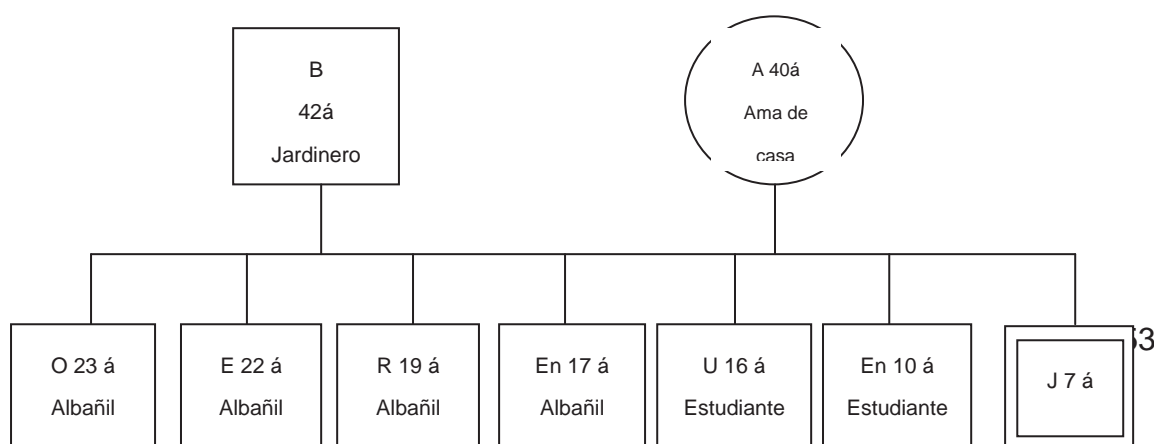 B
42á
Jardinero
A 40á
Ama de
casa
O 23 á
Albañil
E 22 á
Albañil
R 19 á
Albañil
En 17 á
Albañil
U 16 á
Estudiante
En 10 á
Estudiante
J 7 á